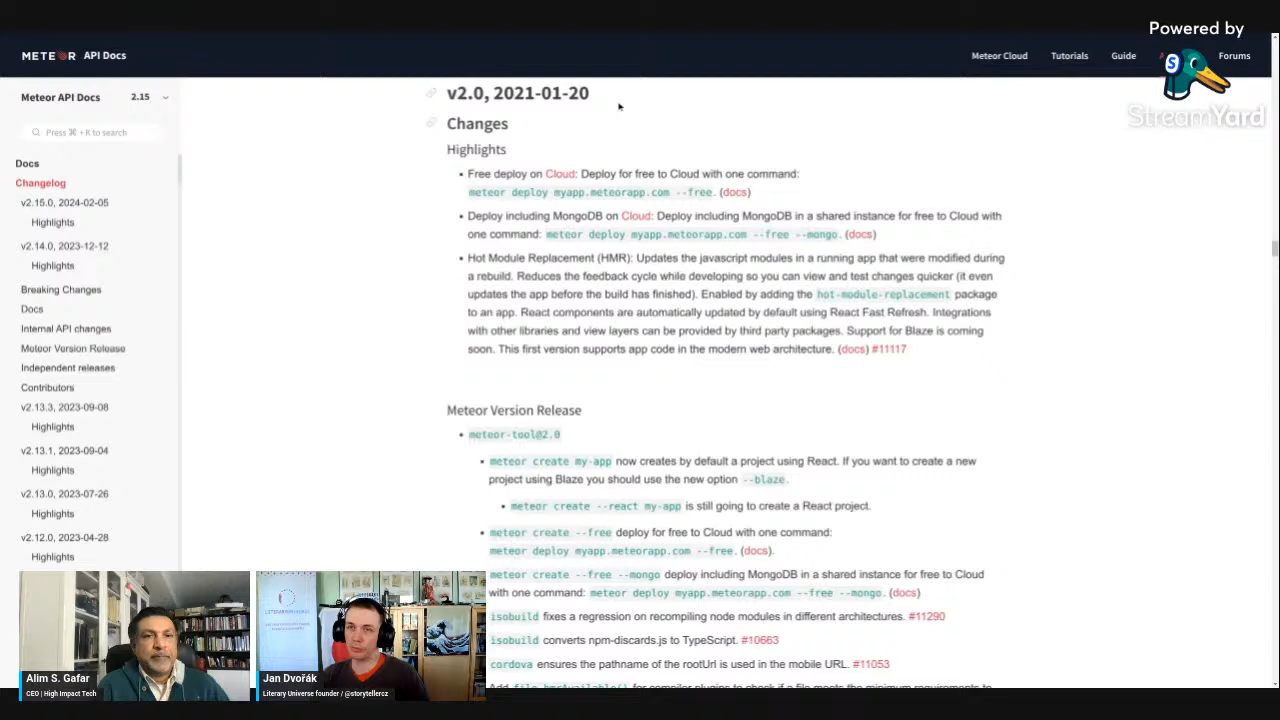 Powered by
StreamYard
METEOR API Docs
Meteor Cloud
Tutorials
Guide
Forums
Meteor API Docs
2.15
Press ⌘ + K to search
Docs
Changelog
v2.15.0, 2024-02-05
Highlights
v2.14.0, 2023-12-12
Highlights
Breaking Changes
Docs
Internal API changes
Meteor Version Release
Independent releases
Contributors
v2.13.3, 2023-09-08
Highlights
v2.13.1, 2023-09-04
Highlights
v2.13.0, 2023-07-26
Highlights
v2.12.0, 2023-04-28
Highlights
v2.0, 2021-01-20
Changes
Highlights
• Free deploy on Cloud: Deploy for free to Cloud with one command:
meteor deploy myapp.meteorapp.com --free. (docs)
• Deploy including MongoDB on Cloud: Deploy including MongoDB in a shared instance for free to Cloud with
one command: meteor deploy myapp.meteorapp.com --free --mongo. (docs)
• Hot Module Replacement (HMR): Updates the javascript modules in a running app that were modified during
a rebuild. Reduces the feedback cycle while developing so you can view and test changes quicker (it even
updates the app before the build has finished). Enabled by adding the hot-module-replacement package
to an app. React components are automatically updated by default using React Fast Refresh. Integrations
with other libraries and view layers can be provided by third party packages. Support for Blaze is coming
soon. This first version supports app code in the modern web architecture. (docs) #11117
Meteor Version Release
• meteor-tool@2.0
• meteor create my-app now creates by default a project using React. If you want to create a new
project using Blaze you should use the new option --blaze.
• meteor create --react my-app is still going to create a React project.
• meteor create --free deploy for free to Cloud with one command:
meteor deploy myapp.meteorapp.com --free. (docs).
meteor create --free --mongo deploy including MongoDB in a shared instance for free to Cloud
with one command: meteor deploy myapp.meteorapp.com --free --mongo. (docs)
isobuild fixes a regression on recompiling node modules in different architectures. #11290
isobuild converts npm-discards.js to TypeScript. #10663
cordova ensures the pathname of the rootUrl is used in the mobile URL. #11053
Add file.hmrAvailable() for compiler plugins to check if a file meets the minimum requirements to
Alim S. Gafar
CEO | High Impact Tech
Jan Dvořák
Literary Universe founder / @storytellercz